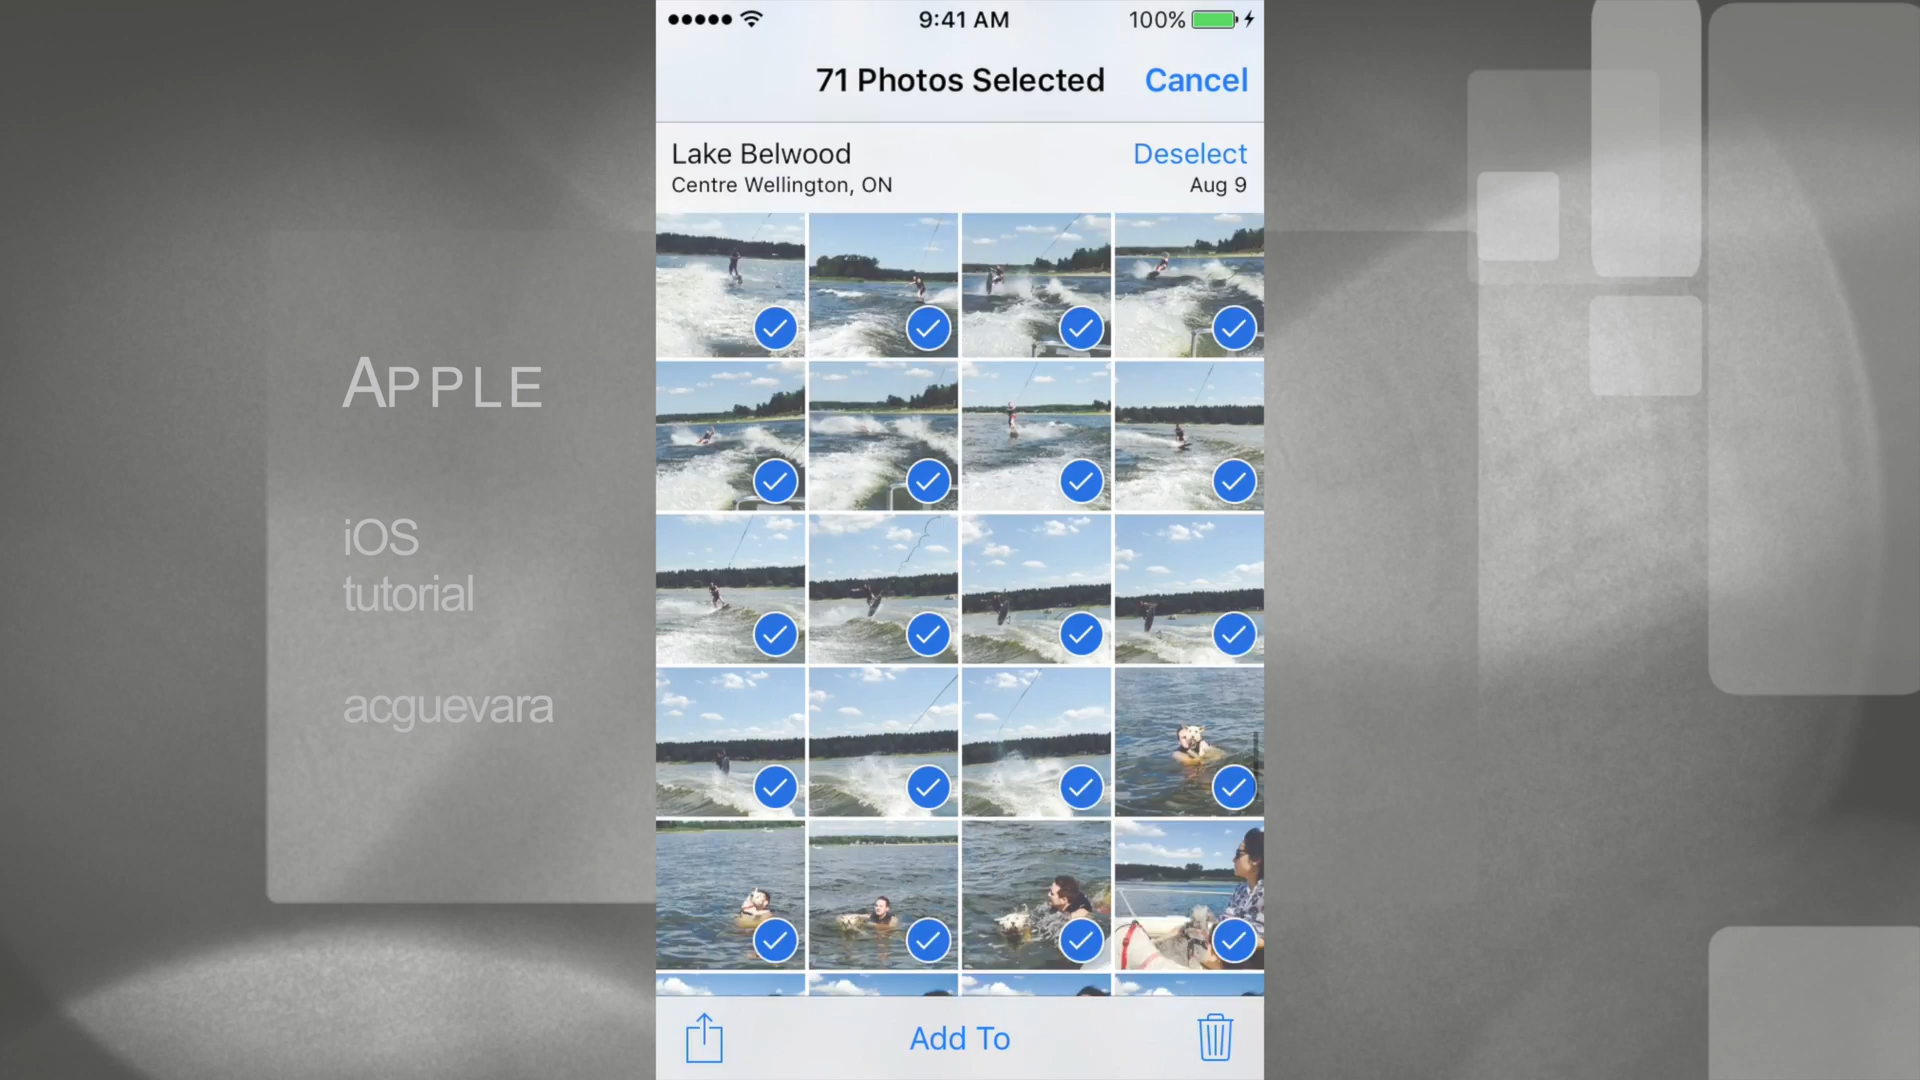 9:41 AM
100%
71 Photos Selected
Cancel
Lake Belwood
Deselect
Centre Wellington, ON
Aug 9
APPLE
iOS
tutorial
acguevara
Add To